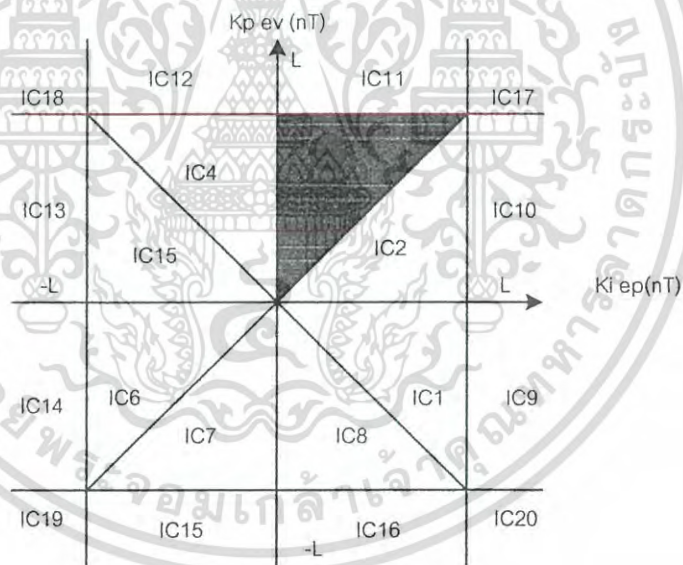 Kp ev (nT)
L
IC18
IC12
IC11
IC17
IC4
IC13
IC10
IC2
IC15
-L
L
Ki ep(nT)
IC14
IC6
IC1
IC9
IC7
IC8
IC19
IC15
IC16
IC20
-L